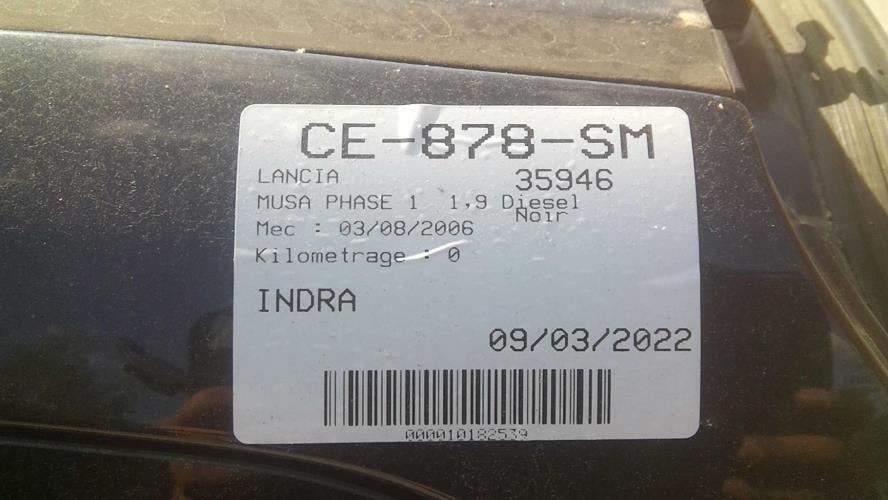 CE-878-SM
LANCIA 35946
MUSA PHASE 1 1,9 Diesel
Noir
Mec : 03/08/2006
Kilometrage : 0
INDRA
09/03/2022
000010182539